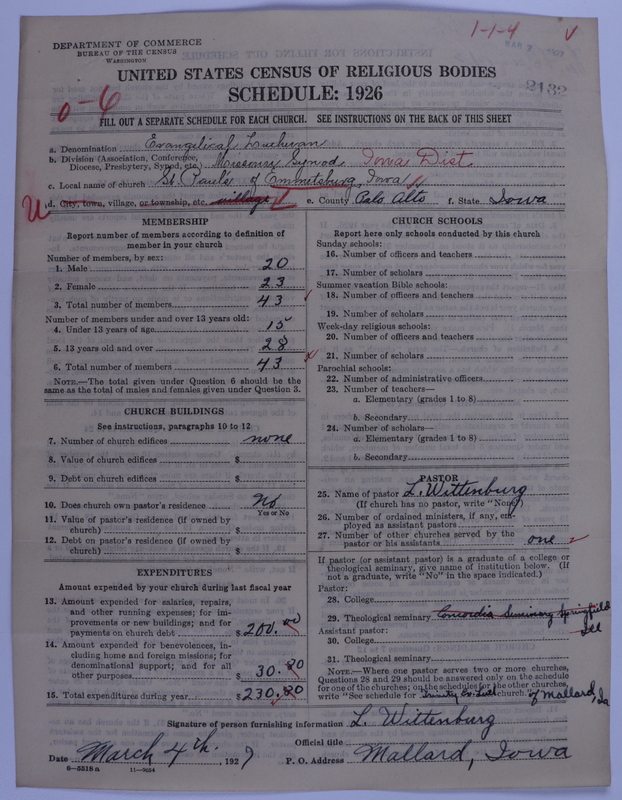 1-1-4 v
DEPARTMENT OF COMMERCE
BUREAU OF THE CENSUS
WASHINGTON
MAR 7
2132
UNITED STATES CENSUS OF RELIGIOUS BODIES
SCHEDULE: 1926
0-6
FILL OUT A SEPARATE SCHEDULE FOR EACH CHURCH. SEE INSTRUCTIONS ON THE BACK OF THIS SHEET
a. Denomination Evangelical Lutheran
b. Division (Association, Conference, Diocese, Presbytery, Synod, etc.) Missouri Synod Iowa Dist.
c. Local name of church St. Paul's of Emmetsburg, Iowa
d. City, town, village, or township, etc. village e. County Palo Alto f. State Iowa
MEMBERSHIP
Report number of members according to definition of
member in your church
Number of members, by sex:
1. Male 20
2. Female 23
3. Total number of members 43
Number of members under and over 13 years old:
4. Under 13 years of age 15
5. 13 years old and over 28
6. Total number of members 43
NOTE.—The total given under Question 6 should be the
same as the total of males and females given under Question 3.
CHURCH BUILDINGS
See instructions, paragraphs 10 to 12
7. Number of church edifices none
8. Value of church edifices $
9. Debt on church edifices $
10. Does church own pastor's residence No
Yes or No
11. Value of pastor's residence (if owned by
church) $
12. Debt on pastor's residence (if owned by
church) $
EXPENDITURES
Amount expended by your church during last fiscal year
13. Amount expended for salaries, repairs,
and other running expenses; for im-
provements or new buildings; and for
payments on church debt $200.00
14. Amount expended for benevolences, in-
cluding home and foreign missions; for
denominational support; and for all
other purposes 30.00
15. Total expenditures during year $230.00
CHURCH SCHOOLS
Report here only schools conducted by this church
Sunday schools:
16. Number of officers and teachers
17. Number of scholars
Summer vacation Bible schools:
18. Number of officers and teachers
19. Number of scholars
Week-day religious schools:
20. Number of officers and teachers
21. Number of scholars
Parochial schools:
22. Number of administrative officers
23. Number of teachers—
a. Elementary (grades 1 to 8)
b. Secondary
24. Number of scholars—
a. Elementary (grades 1 to 8)
b. Secondary
PASTOR
25. Name of pastor L. Wittenburg
(If church has no pastor, write "None")
26. Number of ordained ministers, if any, em-
ployed as assistant pastors
27. Number of other churches served by the
pastor or his assistants one
If pastor (or assistant pastor) is a graduate of a college or
theological seminary, give name of institution below. (If
not a graduate, write "No" in the space indicated.)
Pastor:
28. College
29. Theological seminary Concordia Seminary Springfield
Ill
Assistant pastor:
30. College
31. Theological seminary
NOTE.—Where one pastor serves two or more churches,
Questions 28 and 29 should be answered only on the schedule
for one of the churches; on the schedules for the other churches,
write "See schedule for Trinity Ev. Luth church." of Mallard, Ia
Signature of person furnishing information L. Wittenburg
Official title
Date March 4th, 1927 P. O. Address Mallard, Iowa
6—5518 a 11—9034